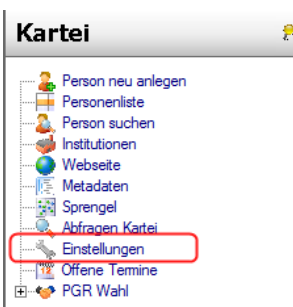 Kartei
Person neu anlegen
Personenliste
Person suchen
Institutionen
Webseite
Metadaten
Sprengel
Abfragen Kartei
Einstellungen
Offene Termine
PGR Wahl